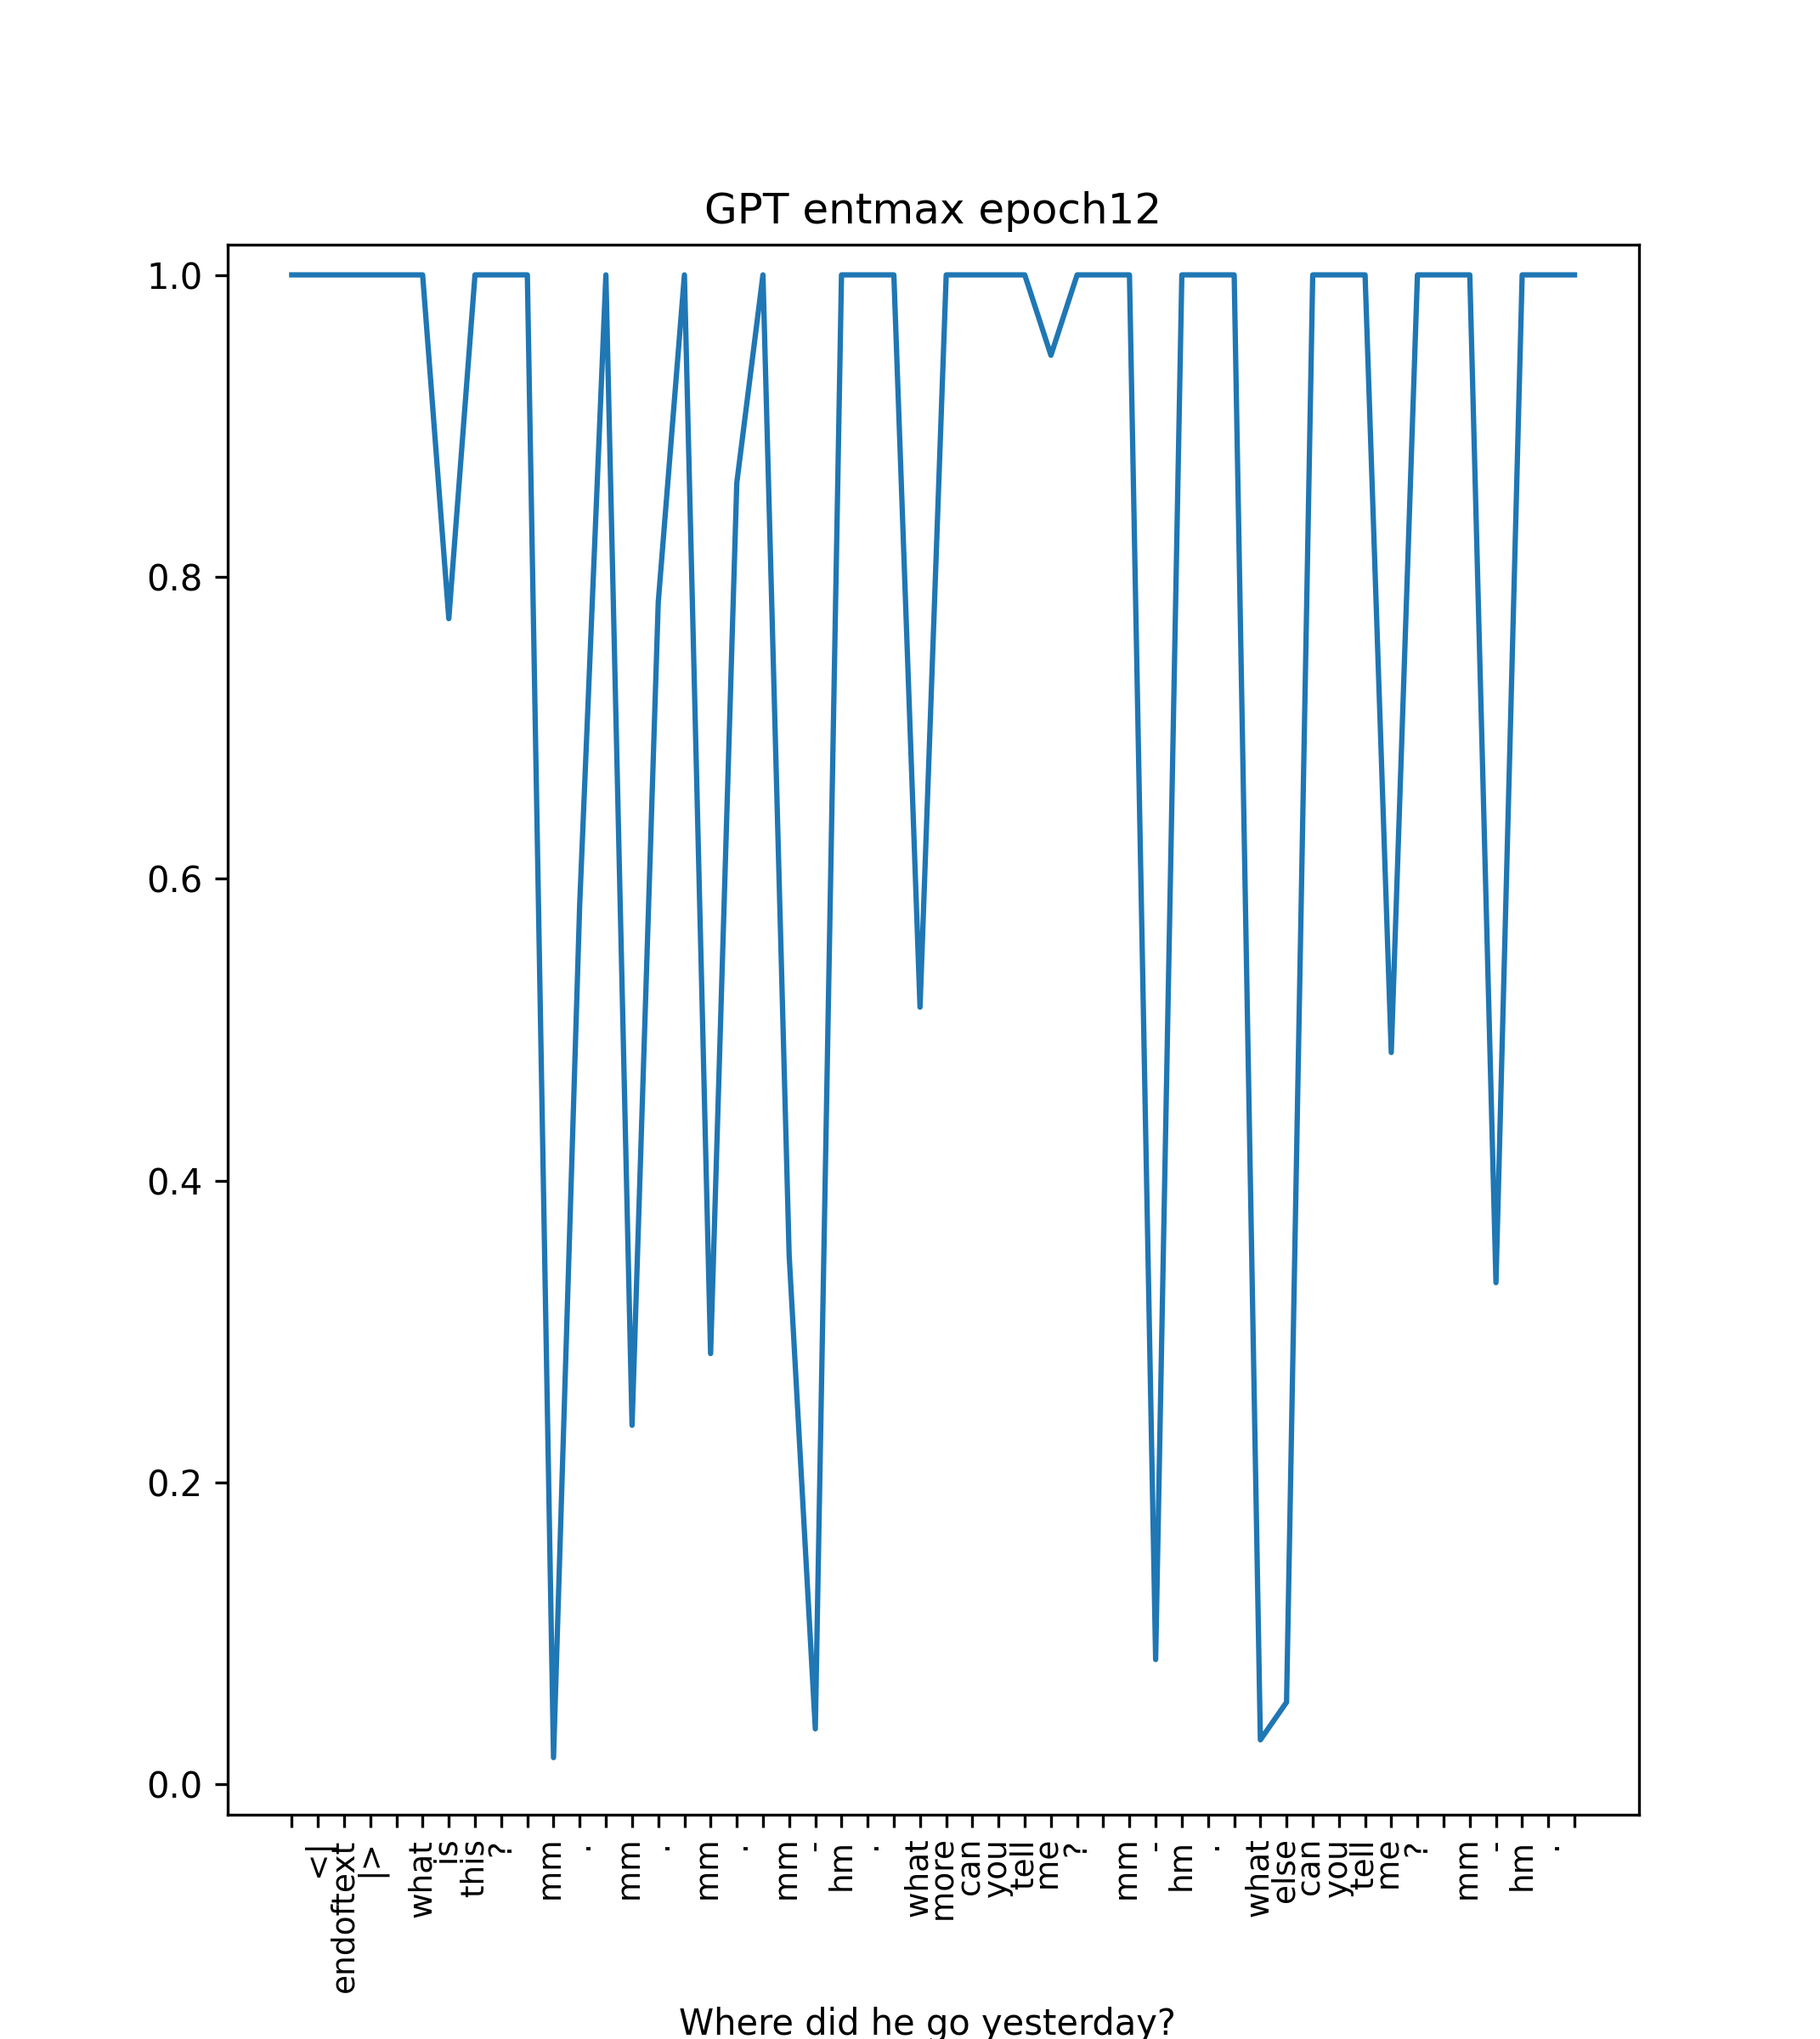 GPT entmax epoch12
1.0
0.8
0.6
0.4
0.2
0.0
<|
endoftext
|>
what
is
this
?
mm
.
mm
.
mm
.
mm
-
hm
.
what
more
can
you
tell
me
?
mm
-
hm
.
what
else
can
you
tell
me
?
mm
-
hm
.
Where did he go yesterday?